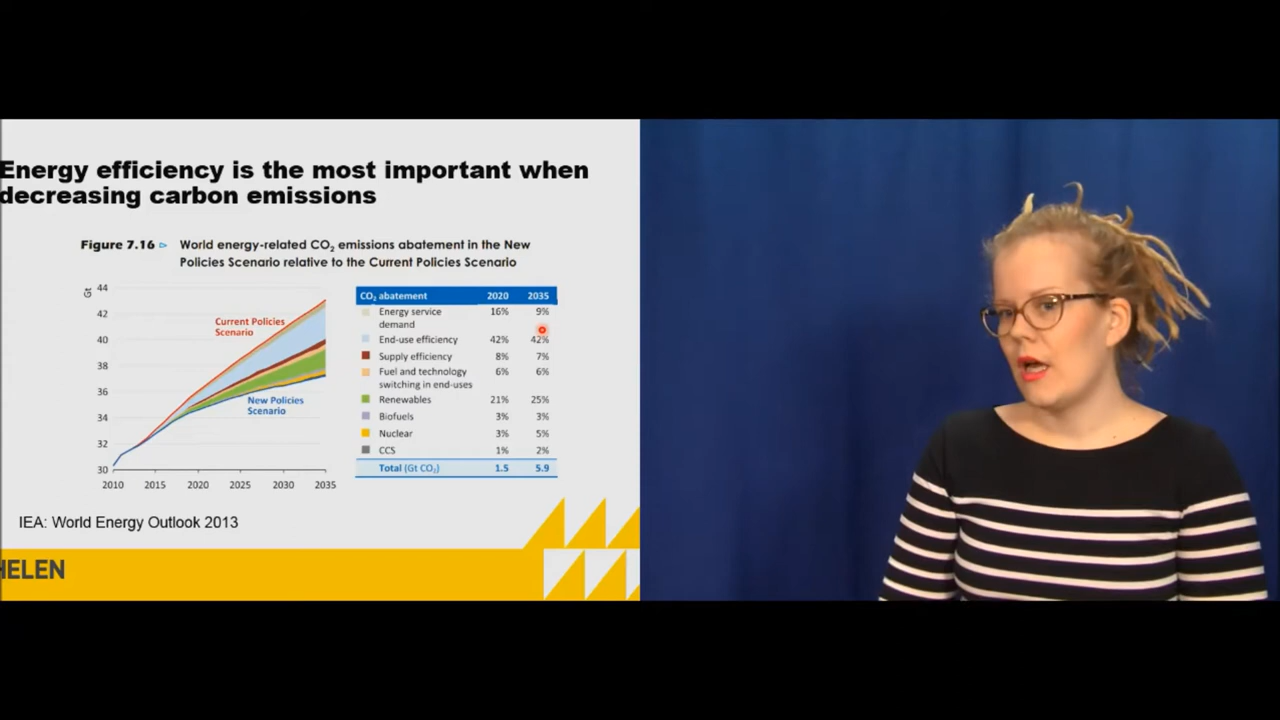 Energy efficiency is the most important when
decreasing carbon emissions
Figure 7.16 ▷ World energy-related CO₂ emissions abatement in the New
Policies Scenario relative to the Current Policies Scenario
Gt
44
42
40
38
36
34
32
30
2010 2015 2020 2025 2030 2035
Current Policies
Scenario
New Policies
Scenario
CO₂ abatement 2020 2035
Energy service
demand 16% 9%
End-use efficiency 42% 42%
Supply efficiency 8% 7%
Fuel and technology
switching in end-uses 6% 6%
Renewables 21% 25%
Biofuels 3% 3%
Nuclear 3% 5%
CCS 1% 2%
Total (Gt CO₂) 1.5 5.9
IEA: World Energy Outlook 2013
HELEN